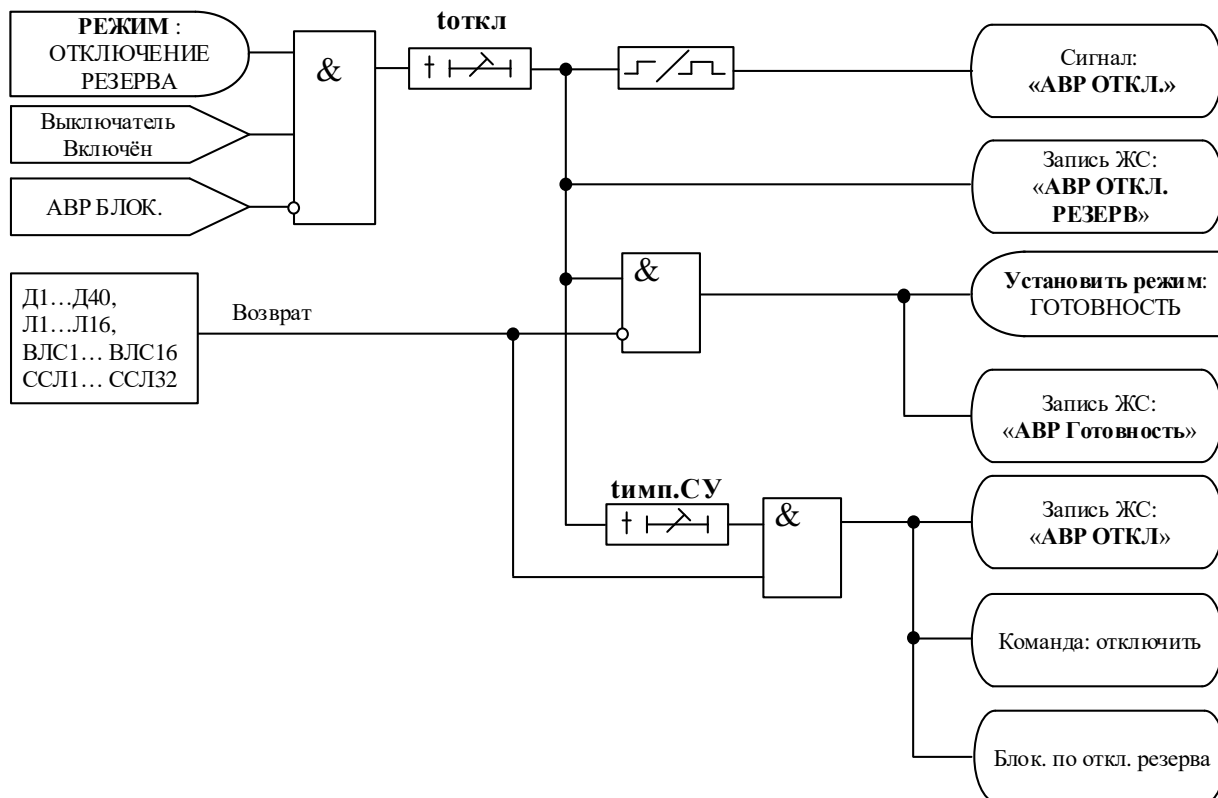 РЕЖИМ :
ОТКЛЮЧЕНИЕ
РЕЗЕРВА
Выключатель
Включён
АВР БЛОК.
&
tоткл
Сигнал:
«АВР ОТКЛ.»
Запись ЖС:
«АВР ОТКЛ.
РЕЗЕРВ»
Д1…Д40,
Л1…Л16,
ВЛС1… ВЛС16
ССЛ1… ССЛ32
Возврат
&
Установить режим:
ГОТОВНОСТЬ
Запись ЖС:
«АВР Готовность»
tимп.СУ
&
Запись ЖС:
«АВР ОТКЛ»
Команда: отключить
Блок. по откл. резерва